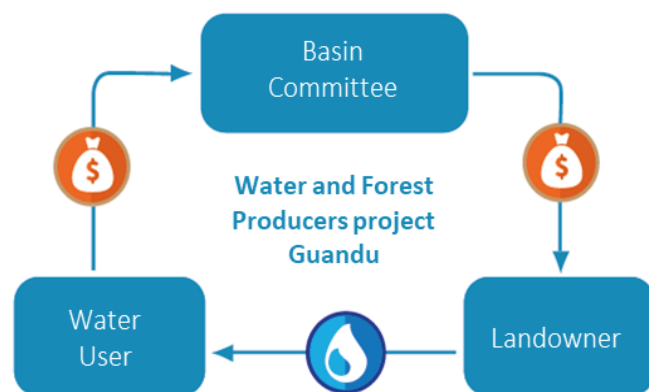 Basin
Committee
$
$
Water and Forest
Producers project
Guandu
Water
User
Landowner